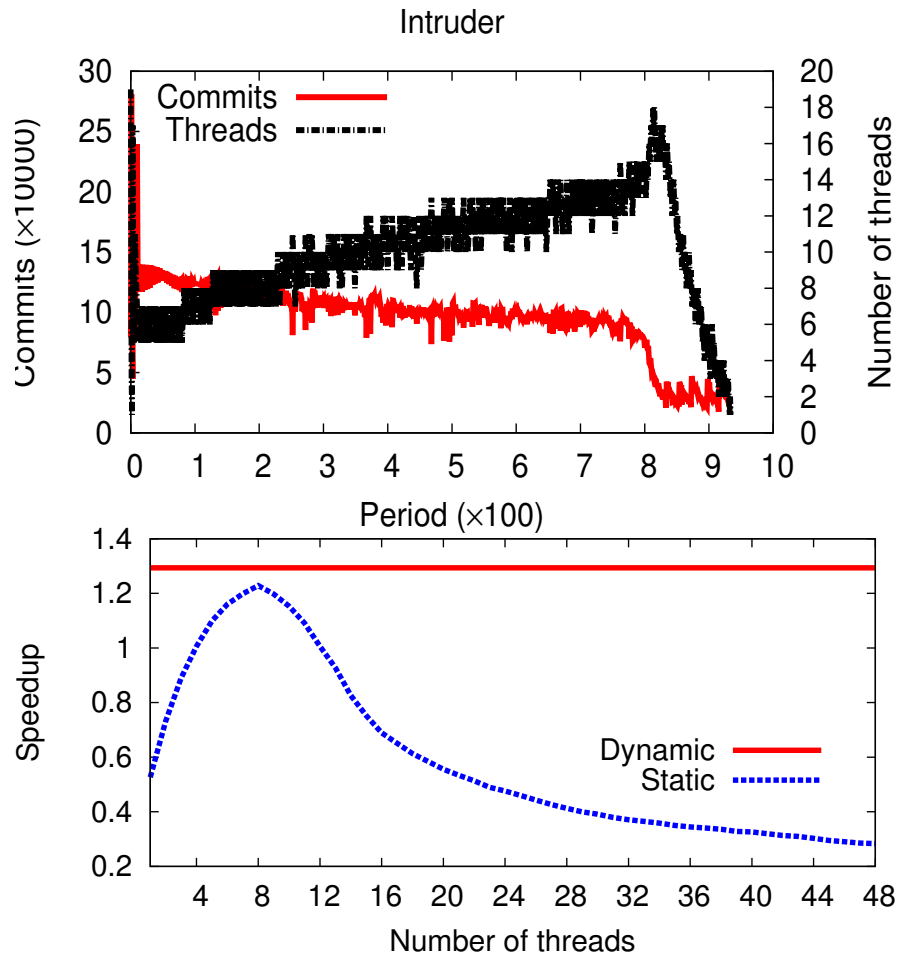 Intruder
Commits (×10000)
30
25
20
15
10
5
0
Commits
Threads
20
18
16
14
12
10
8
6
4
2
0
Number of threads
0 1 2 3 4 5 6 7 8 9 10
Period (×100)
Speedup
1.4
1.2
1
0.8
0.6
0.4
0.2
Dynamic
Static
4 8 12 16 20 24 28 32 36 40 44 48
Number of threads